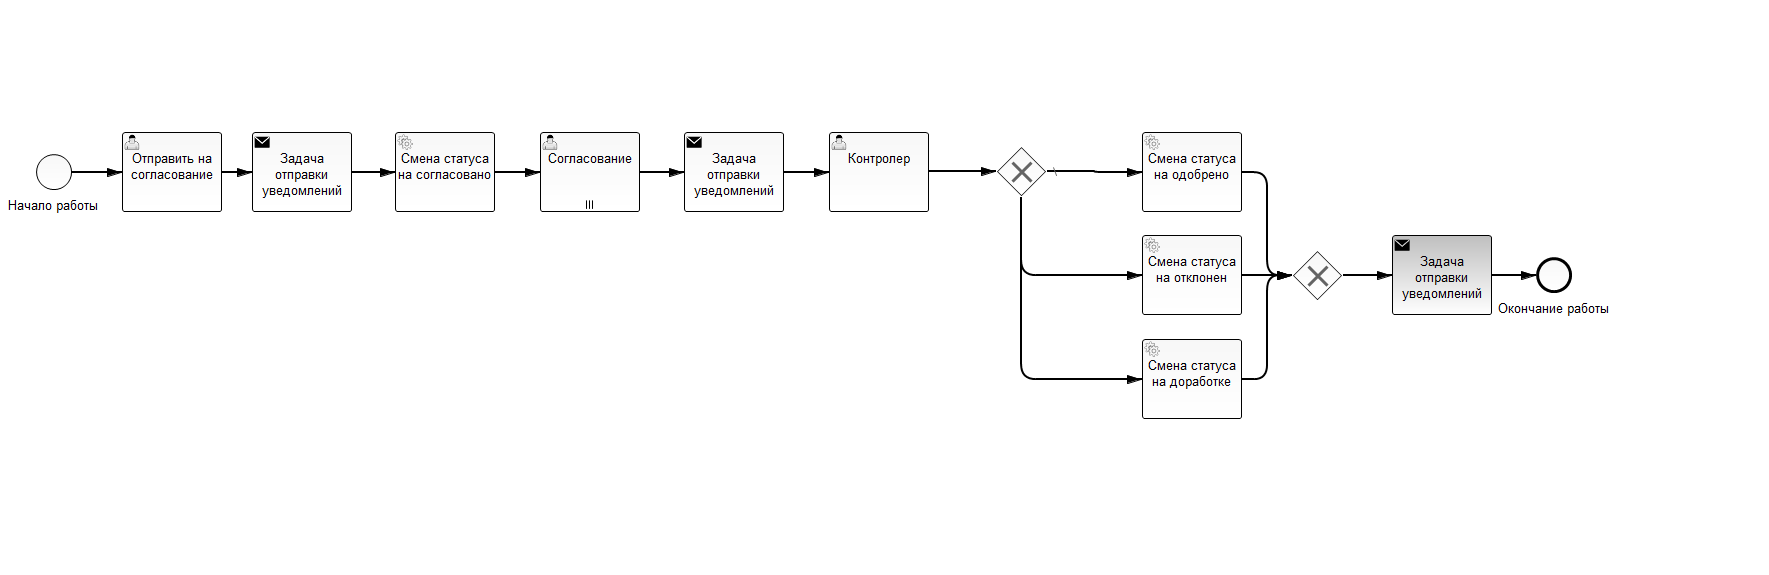 Начало работы
Отправить на
согласование
Задача
отправки
уведомлений
Смена статуса
на согласовано
Согласование
Задача
отправки
уведомлений
Контролер
Смена статуса
на одобрено
Смена статуса
на отклонен
Смена статуса
на доработке
Задача
отправки
уведомлений
Окончание работы